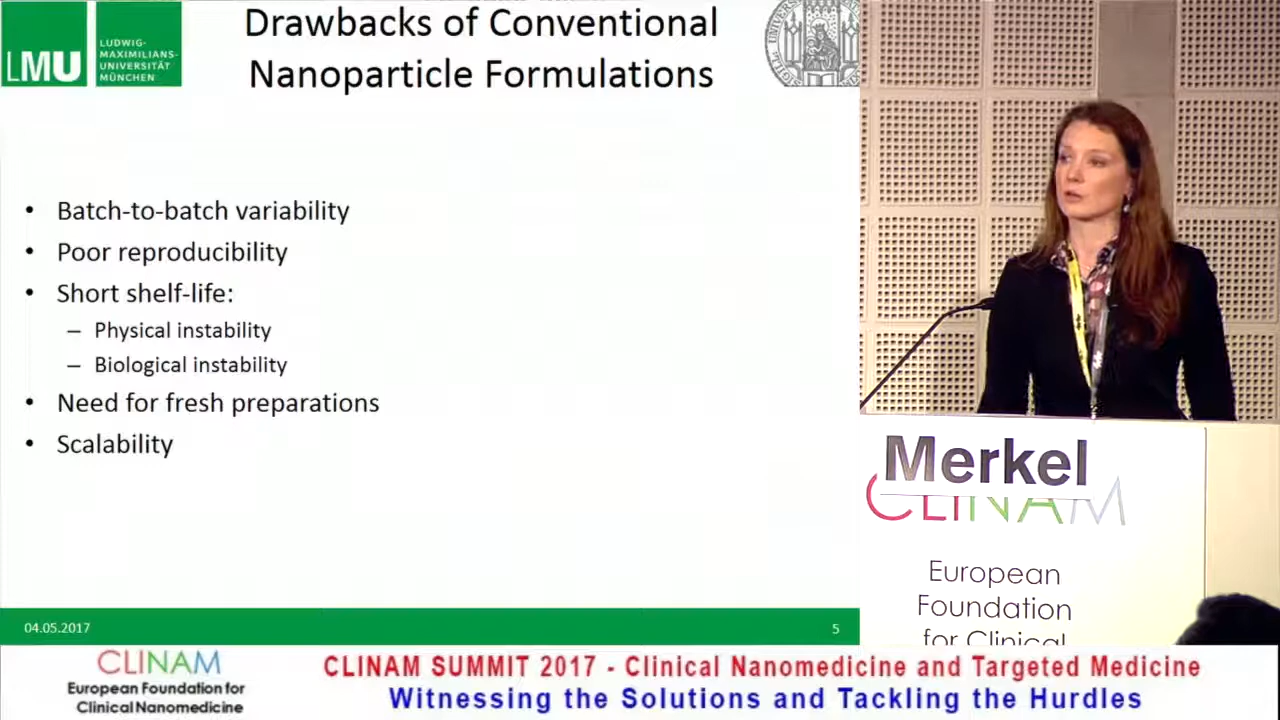 LMU
LUDWIG-
MAXIMILIANS-
UNIVERSITÄT
MÜNCHEN
Drawbacks of Conventional
Nanoparticle Formulations
• Batch-to-batch variability
• Poor reproducibility
• Short shelf-life:
– Physical instability
– Biological instability
• Need for fresh preparations
• Scalability
04.05.2017
5
Merkel
CLINAM
European
Foundation
for Clinical
CLINAM
European Foundation for
Clinical Nanomedicine
CLINAM SUMMIT 2017 - Clinical Nanomedicine and Targeted Medicine
Witnessing the Solutions and Tackling the Hurdles